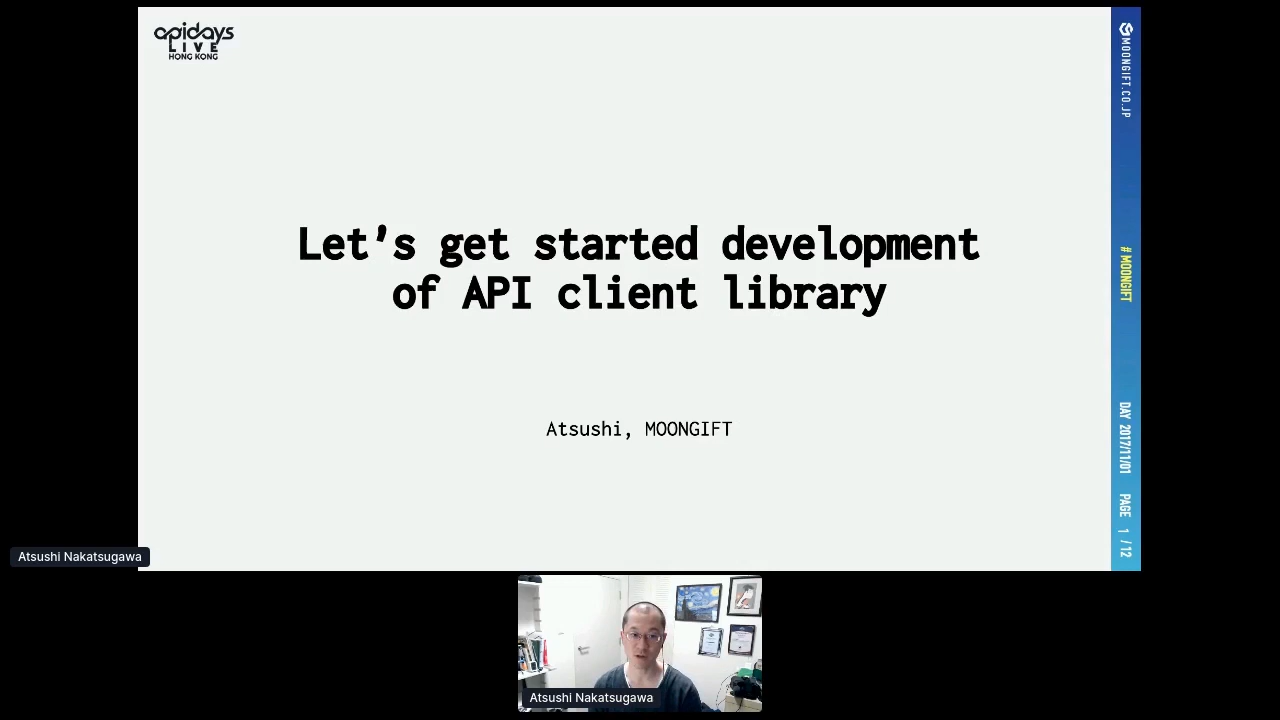 apidays
LIVE
HONG KONG
MOONGIFT.CO.JP
Let's get started development
of API client library
# MOONGIFT
Atsushi, MOONGIFT
DAY 2017/11/01 PAGE 1 / 12
Atsushi Nakatsugawa
Atsushi Nakatsugawa